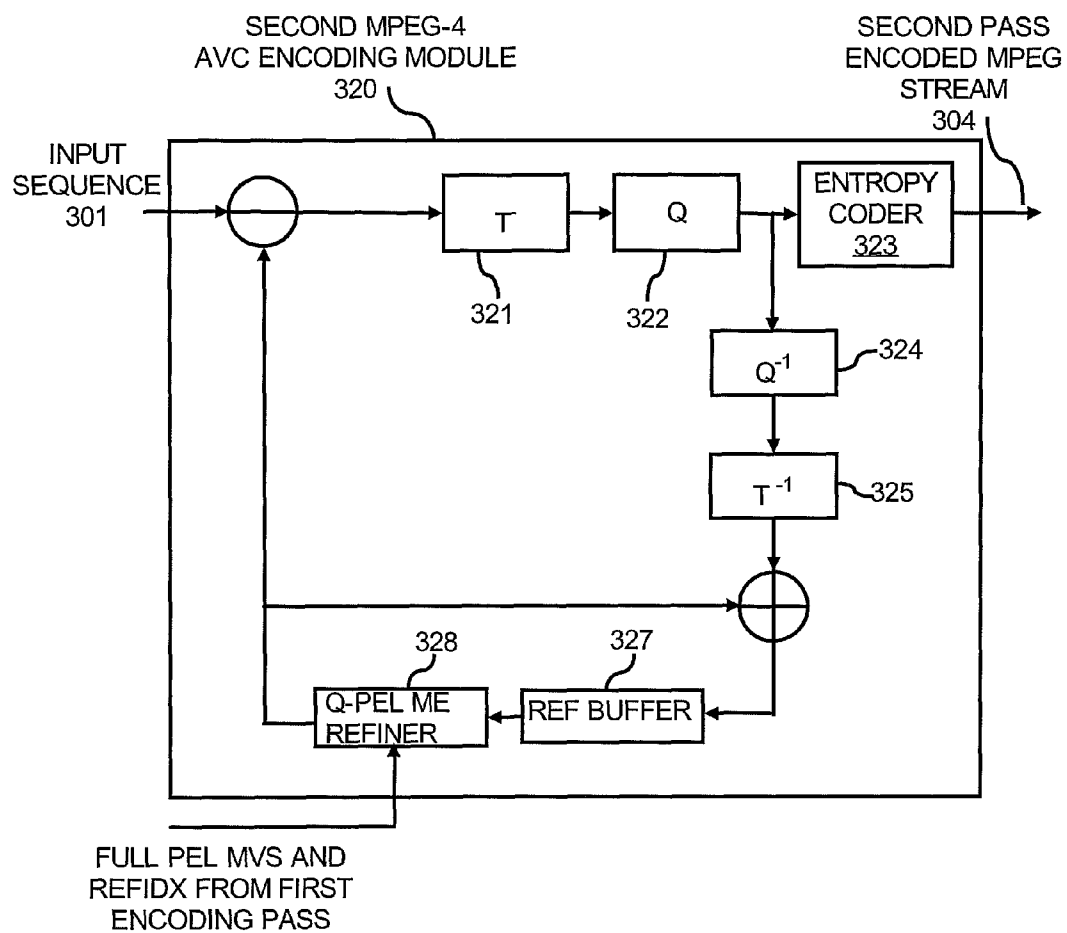 SECOND MPEG-4
AVC ENCODING MODULE
320
SECOND PASS
ENCODED MPEG
STREAM
304
INPUT
SEQUENCE
301
T
321
Q
322
ENTROPY
CODER
323
Q-1
324
T-1
325
328
Q-PEL ME
REFINER
327
REF BUFFER
FULL PEL MVS AND
REFIDX FROM FIRST
ENCODING PASS